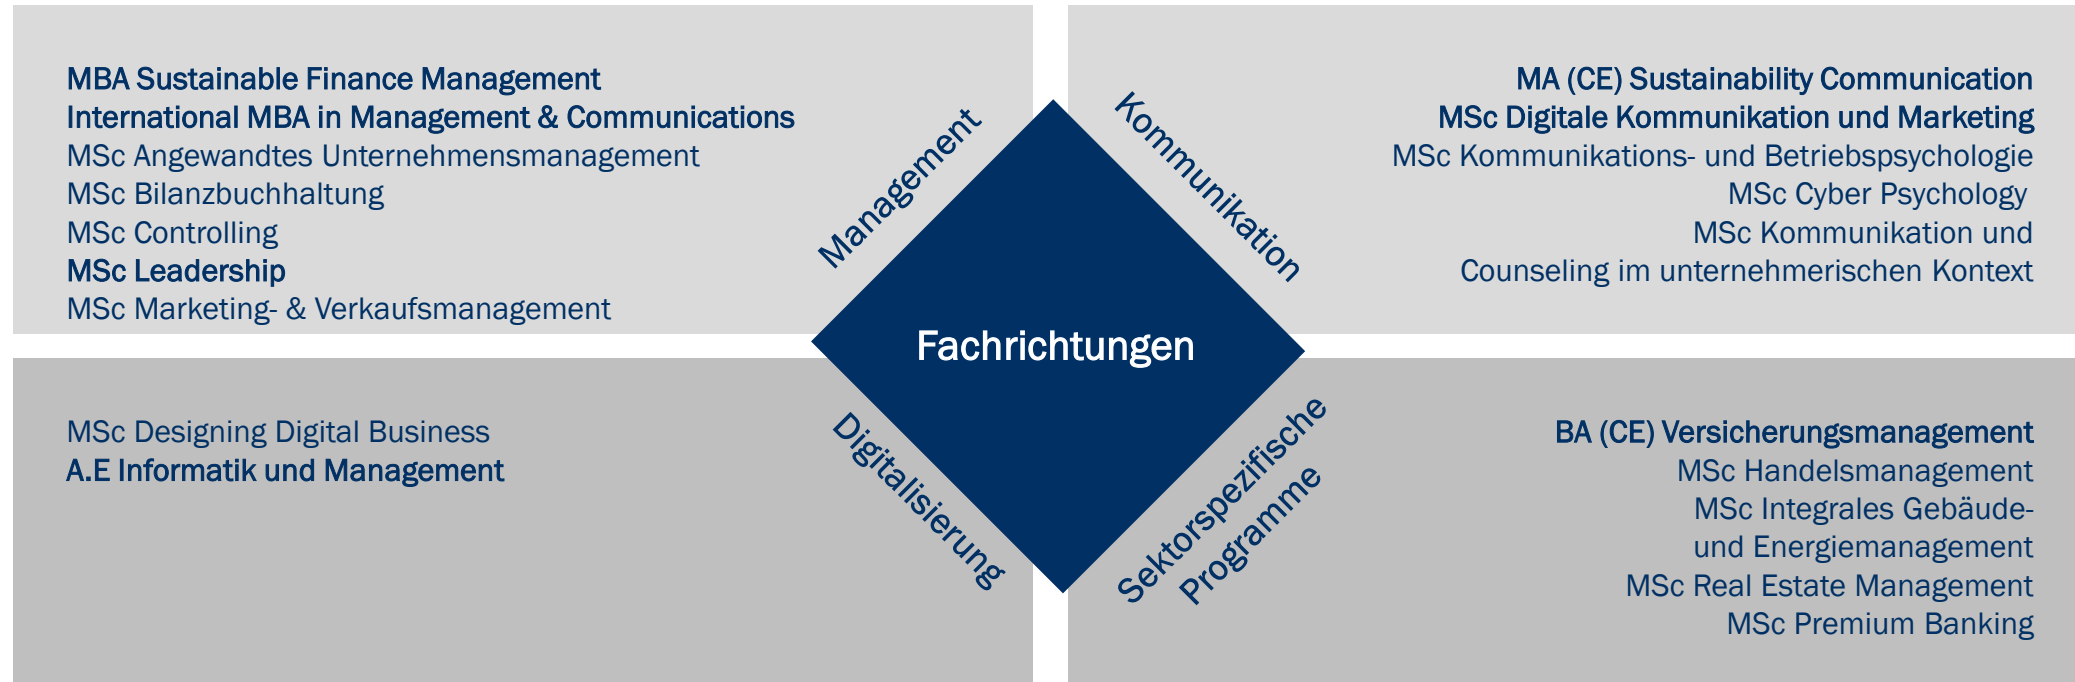 MBA Sustainable Finance Management
International MBA in Management & Communications
MSc Angewandtes Unternehmensmanagement
MSc Bilanzbuchhaltung
MSc Controlling
MSc Leadership
MSc Marketing- & Verkaufsmanagement
Management
Kommunikation
MA (CE) Sustainability Communication
MSc Digitale Kommunikation und Marketing
MSc Kommunikations- und Betriebspsychologie
MSc Cyber Psychology
MSc Kommunikation und
Counseling im unternehmerischen Kontext
Fachrichtungen
MSc Designing Digital Business
A.E Informatik und Management
Digitalisierung
Sektorspezifische
Programme
BA (CE) Versicherungsmanagement
MSc Handelsmanagement
MSc Integrales Gebäude-
und Energiemanagement
MSc Real Estate Management
MSc Premium Banking